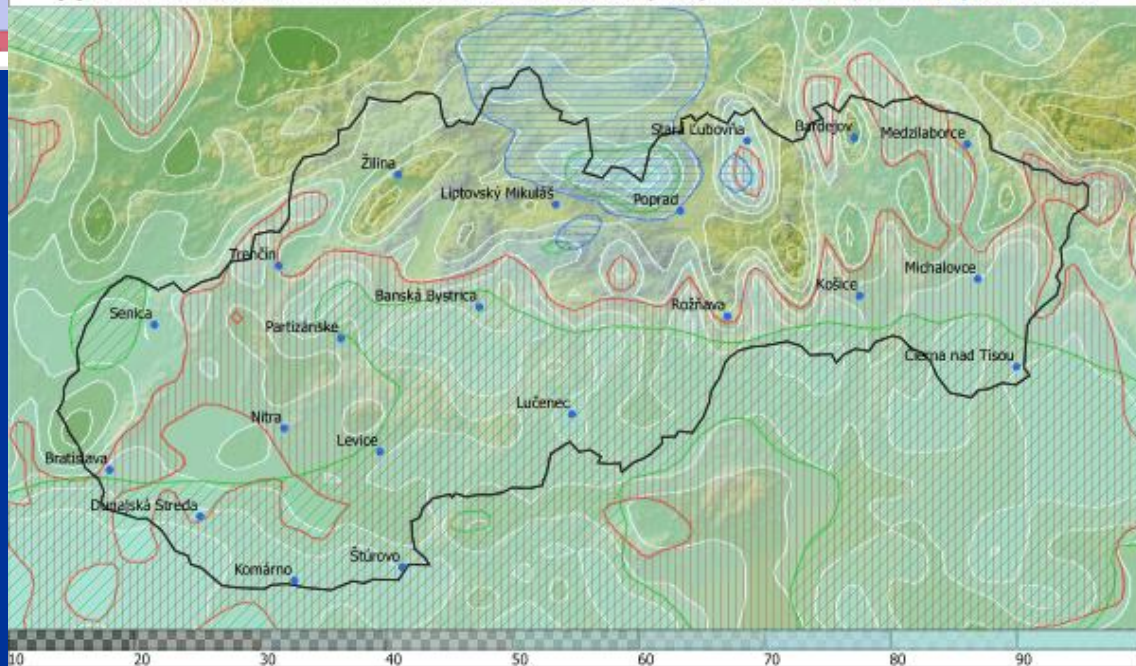 Stará Ľubovňa
Bardejov
Medzilaborce
Žilina
Liptovský Mikuláš
Poprad
Trenčín
Michalovce
Košice
Banská Bystrica
Rožňava
Senica
Partizánske
Čierna nad Tisou
Lučenec
Nitra
Levice
Bratislava
Dunajská Streda
Štúrovo
Komárno
10 20 30 40 50 60 70 80 90